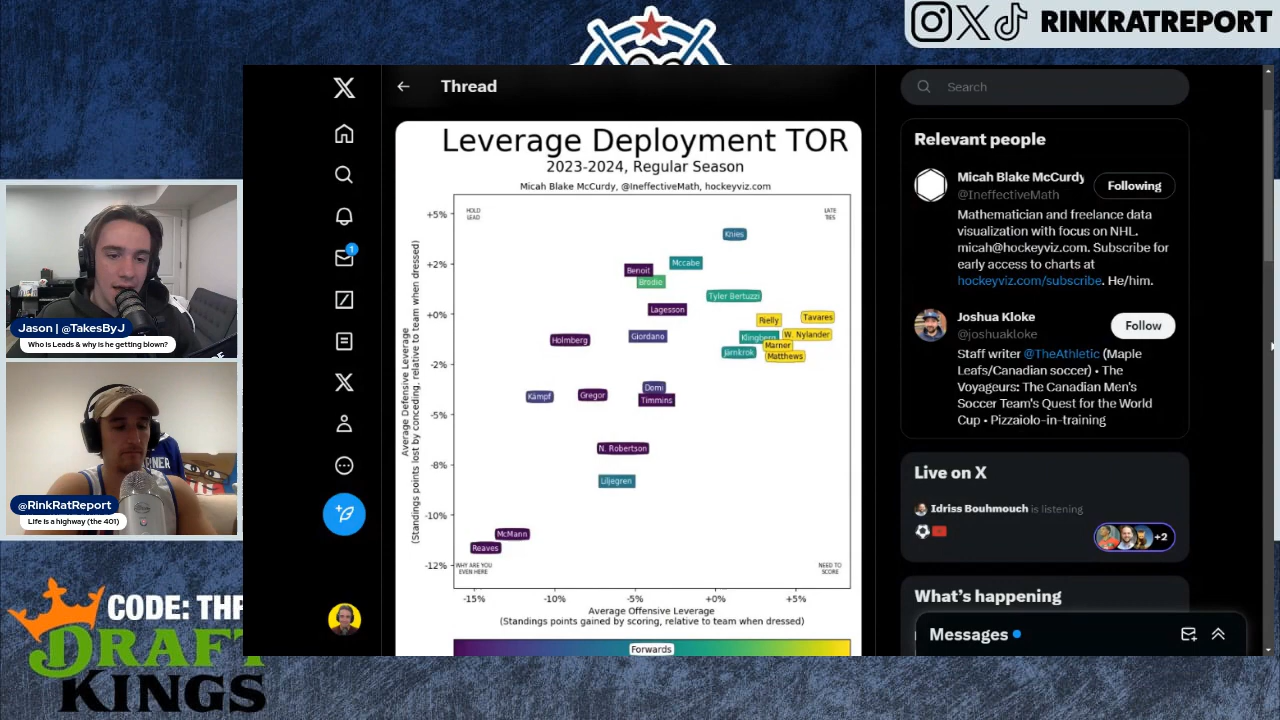 RINKRATREPORT
Thread
Search
Leverage Deployment TOR
2023-2024, Regular Season
Micah Blake McCurdy, @IneffectiveMath, hockeyviz.com
HOLD
LEAD
LATE
TIES
+5%
+2%
+0%
-2%
-5%
-8%
-10%
-12%
Average Defensive Leverage
(Standings points lost by conceding, relative to team when dressed)
Knies
Mccabe
Benoit
Brodie
Tyler Bertuzzi
Lagesson
Tavares
Rielly
W. Nylander
Klingberg
Giordano
Holmberg
Marner
Järnkrok
Matthews
Domi
Kämpf
Gregor
Timmins
N. Robertson
Liljegren
McMann
Reaves
WHY ARE YOU
EVEN HERE
NEED TO
SCORE
-15%
-10%
-5%
+0%
+5%
Average Offensive Leverage
(Standings points gained by scoring, relative to team when dressed)
Forwards
1
Relevant people
Micah Blake McCurdy
@IneffectiveMath
Following
Mathematician and freelance data
visualization with focus on NHL.
micah@hockeyviz.com. Subscribe for
early access to charts at
hockeyviz.com/subscribe. He/him.
Joshua Kloke
@joshuakloke
Follow
Staff writer @TheAthletic (Maple
Leafs/Canadian soccer) • The
Voyageurs: The Canadian Men's
Soccer Team's Quest for the World
Cup • Pizzaiolo-in-training
Live on X
Idriss Bouhmouch is listening
+2
What's happening
Messages
Jason | @TakesByJ
Who is Leads & why is he getting blown?
@RinkRatReport
Life is a highway (the 401)
CODE: THP
DRAFT
KINGS